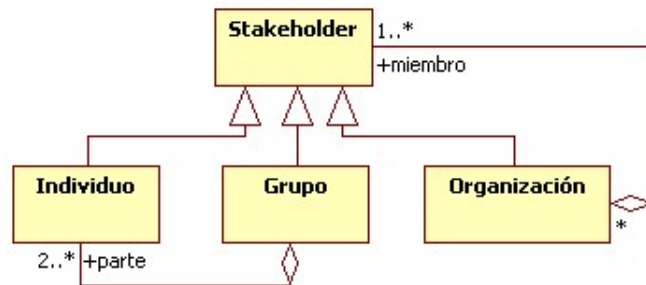 Stakeholder
1..*
+miembro
Individuo
Grupo
Organización
*
2..* +parte